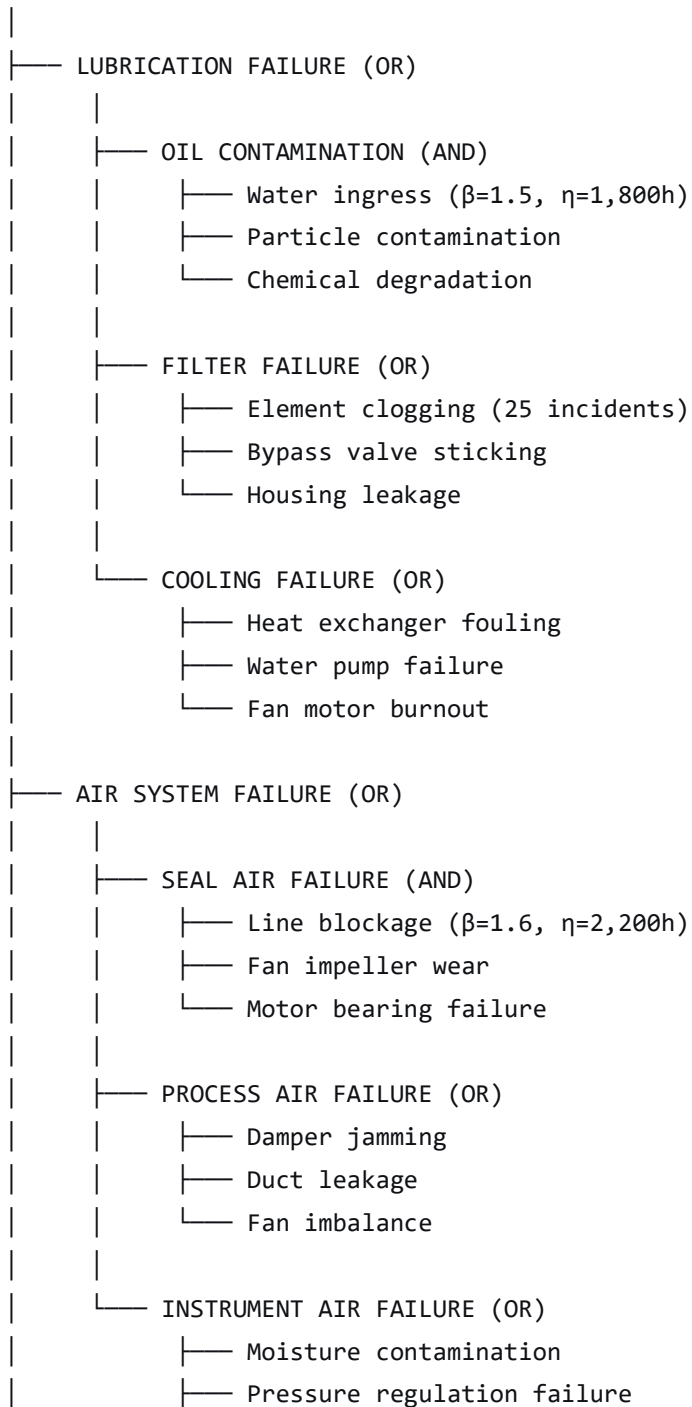 │
├── LUBRICATION FAILURE (OR)
│   │
│   ├── OIL CONTAMINATION (AND)
│   │   ├── Water ingress (β=1.5, η=1,800h)
│   │   ├── Particle contamination
│   │   └── Chemical degradation
│   │
│   ├── FILTER FAILURE (OR)
│   │   ├── Element clogging (25 incidents)
│   │   ├── Bypass valve sticking
│   │   └── Housing leakage
│   │
│   └── COOLING FAILURE (OR)
│       ├── Heat exchanger fouling
│       ├── Water pump failure
│       └── Fan motor burnout
│
├── AIR SYSTEM FAILURE (OR)
│   │
│   ├── SEAL AIR FAILURE (AND)
│   │   ├── Line blockage (β=1.6, η=2,200h)
│   │   ├── Fan impeller wear
│   │   └── Motor bearing failure
│   │
│   ├── PROCESS AIR FAILURE (OR)
│   │   ├── Damper jamming
│   │   ├── Duct leakage
│   │   └── Fan imbalance
│   │
│   └── INSTRUMENT AIR FAILURE (OR)
│       ├── Moisture contamination
│       ├── Pressure regulation failure